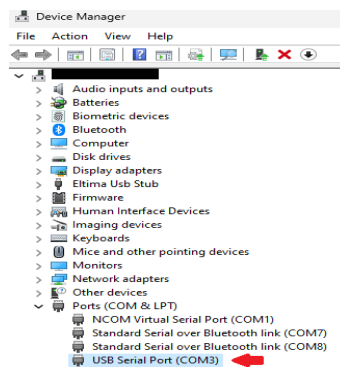 Device Manager
File Action View Help
Audio inputs and outputs
Batteries
Biometric devices
Bluetooth
Computer
Disk drives
Display adapters
Eltima Usb Stub
Firmware
Human Interface Devices
Imaging devices
Keyboards
Mice and other pointing devices
Monitors
Network adapters
Other devices
Ports (COM & LPT)
NCOM Virtual Serial Port (COM1)
Standard Serial over Bluetooth link (COM7)
Standard Serial over Bluetooth link (COM8)
USB Serial Port (COM3)